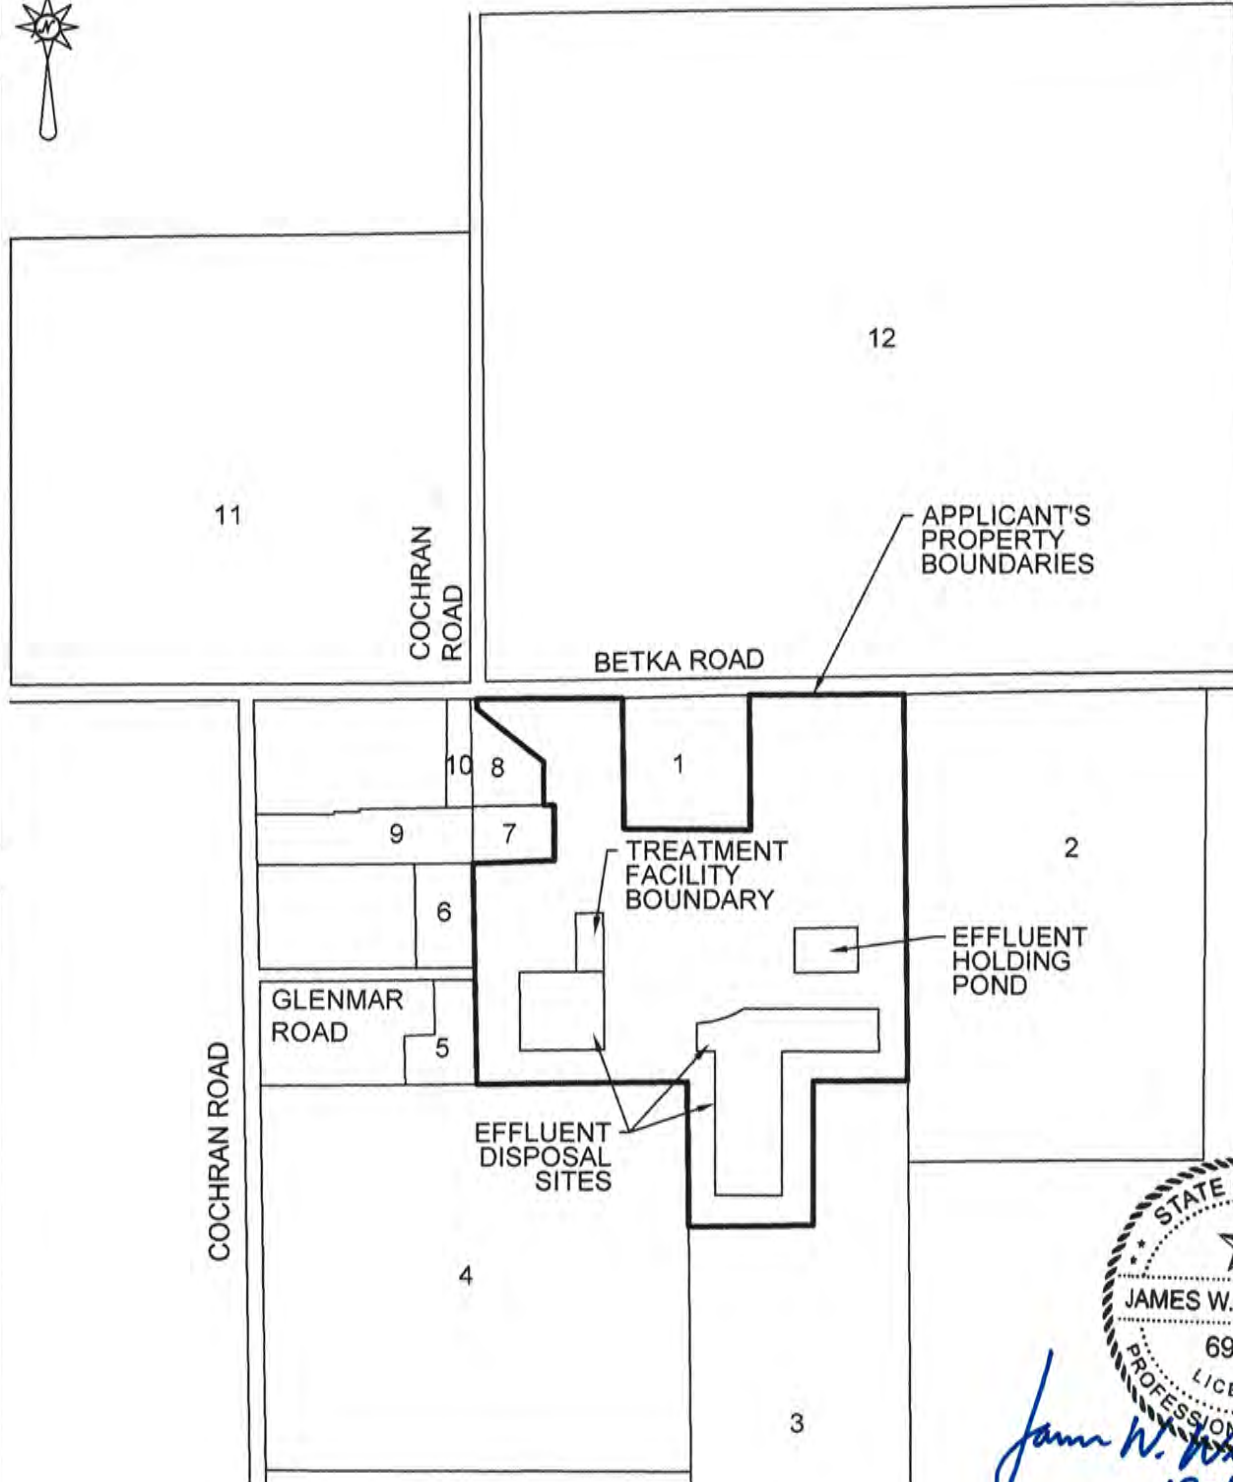 N
12
11
COCHRAN
ROAD
APPLICANT'S
PROPERTY
BOUNDARIES
BETKA ROAD
10
8
1
9
7
2
TREATMENT
FACILITY
BOUNDARY
6
EFFLUENT
HOLDING
POND
GLENMAR
ROAD
5
COCHRAN ROAD
EFFLUENT
DISPOSAL
SITES
4
3
STATE
JAMES W.
69
James W.